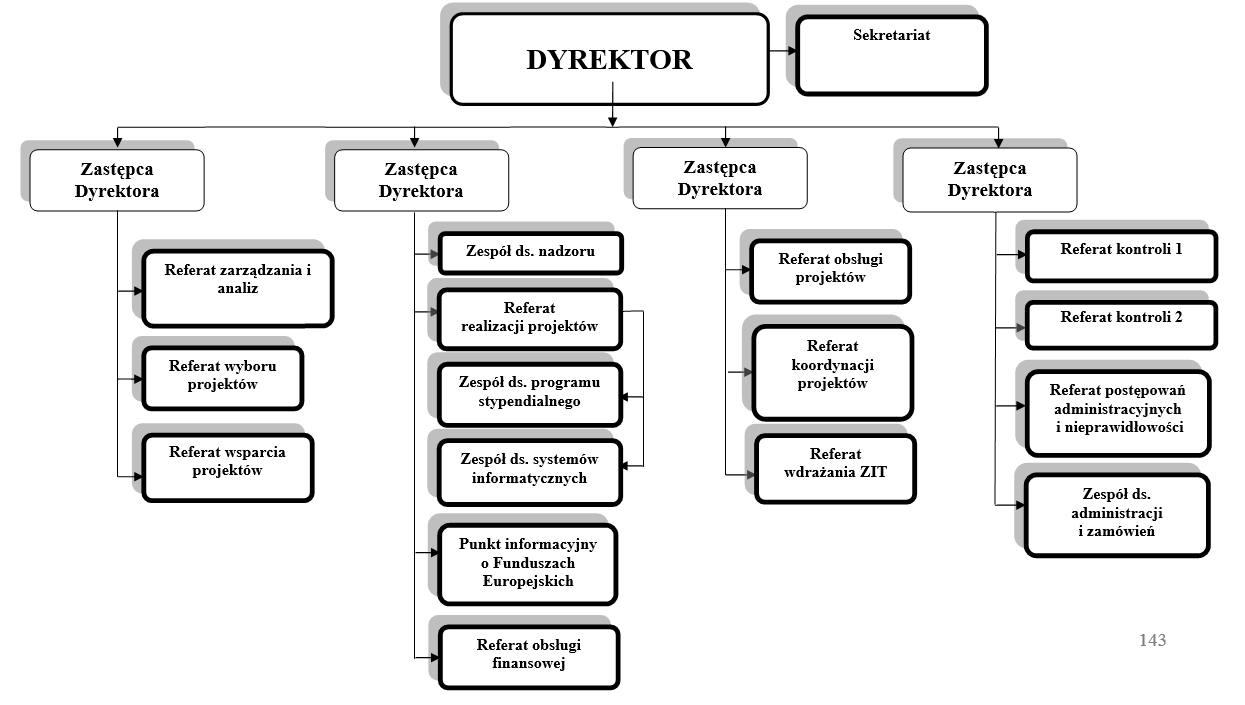 DYREKTOR
Sekretariat
Zastępca
Dyrektora
Referat zarządzania i
analiz
Referat wyboru
projektów
Referat wsparcia
projektów
Zastępca
Dyrektora
Zespół ds. nadzoru
Referat
realizacji projektów
Zespół ds. programu
stypendialnego
Zespół ds. systemów
informatycznych
Punkt informacyjny
o Funduszach
Europejskich
Referat obsługi
finansowej
Zastępca
Dyrektora
Referat obsługi
projektów
Referat
koordynacji
projektów
Referat
wdrażania ZIT
Zastępca
Dyrektora
Referat kontroli 1
Referat kontroli 2
Referat postępowań
administracyjnych
i nieprawidłowości
Zespół ds.
administracji
i zamówień
143